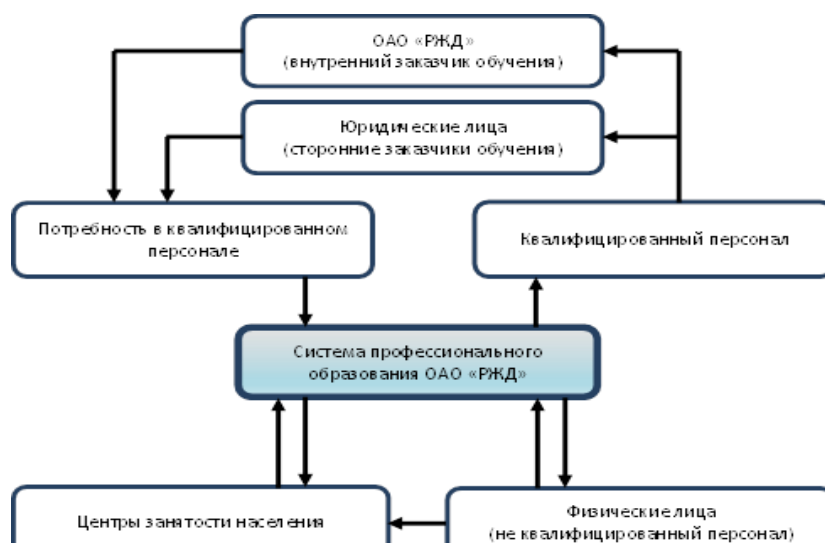 ОАО «РЖД»
(внутренний заказчик обучения)
Юридические лица
(сторонние заказчики обучения)
Потребность в квалифицированном
персонале
Квалифицированный персонал
Система профессионального
образования ОАО «РЖД»
Центры занятости населения
Физические лица
(не квалифицированный персонал)